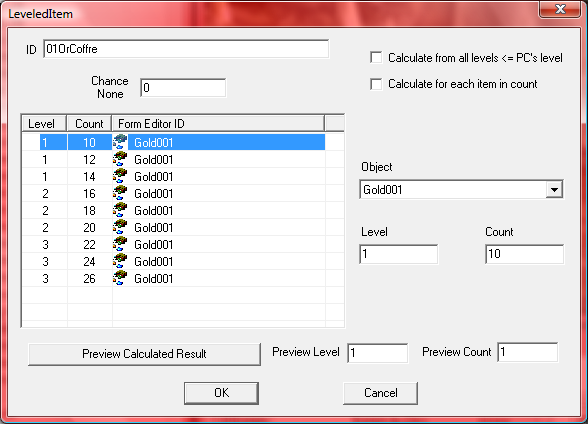 LeveledItem
ID 01OrCoffre
Calculate from all levels <= PC's level
Chance None 0
Calculate for each item in count
Level Count Form Editor ID
1 10 Gold001
1 12 Gold001
1 14 Gold001
2 16 Gold001
2 18 Gold001
2 20 Gold001
3 22 Gold001
3 24 Gold001
3 26 Gold001
Object
Gold001
Level Count
1 10
Preview Calculated Result Preview Level 1 Preview Count 1
OK Cancel